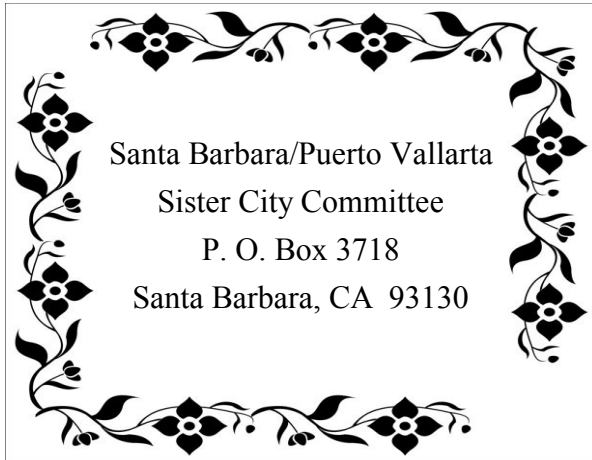 Santa Barbara/Puerto Vallarta
Sister City Committee
P. O. Box 3718
Santa Barbara, CA  93130